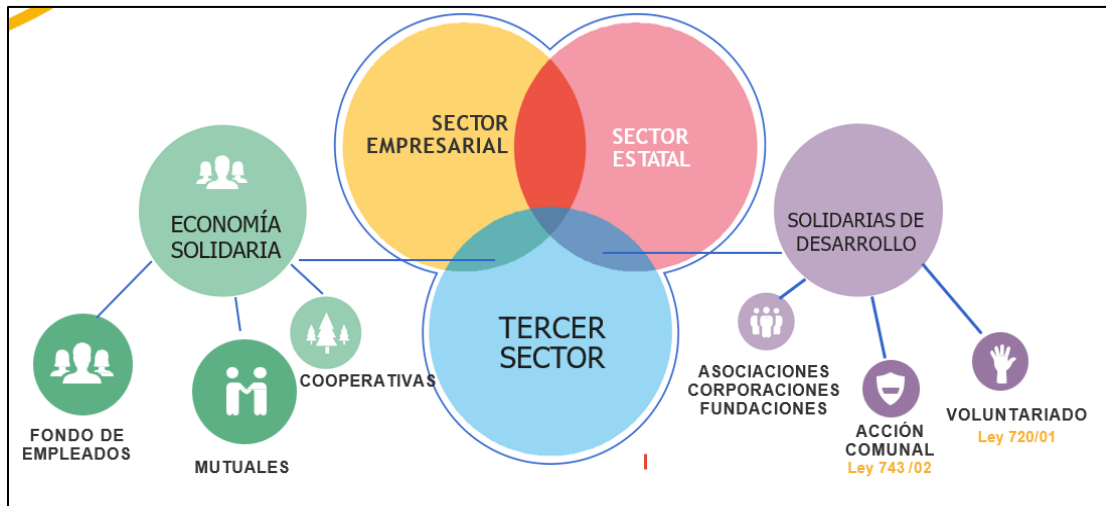 SECTOR
EMPRESARIAL
SECTOR
ESTATAL
ECONOMÍA
SOLIDARIA
SOLIDARIAS DE
DESARROLLO
TERCER
SECTOR
FONDO DE
EMPLEADOS
MUTUALES
COOPERATIVAS
ASOCIACIONES
CORPORACIONES
FUNDACIONES
ACCIÓN
COMUNAL
Ley 743 /02
VOLUNTARIADO
Ley 720/01